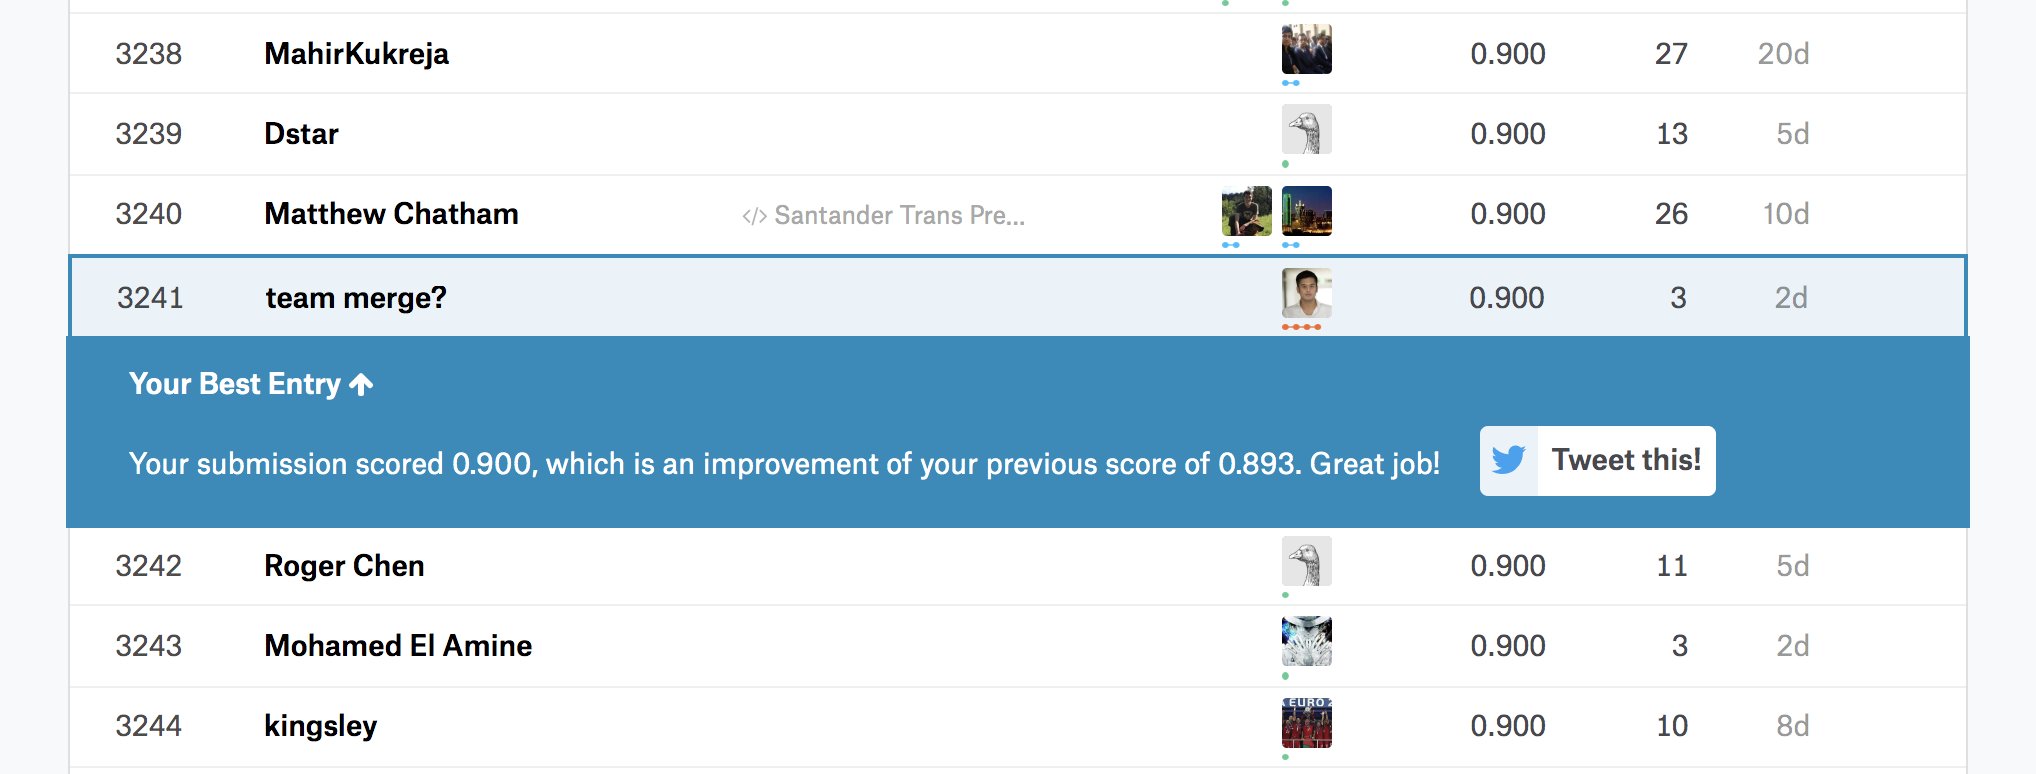 3238 MahirKukreja 0.900 27 20d
3239 Dstar 0.900 13 5d
3240 Matthew Chatham </> Santander Trans Pre... 0.900 26 10d
3241 team merge? 0.900 3 2d
Your Best Entry
Your submission scored 0.900, which is an improvement of your previous score of 0.893. Great job! Tweet this!
3242 Roger Chen 0.900 11 5d
3243 Mohamed El Amine 0.900 3 2d
3244 kingsley 0.900 10 8d